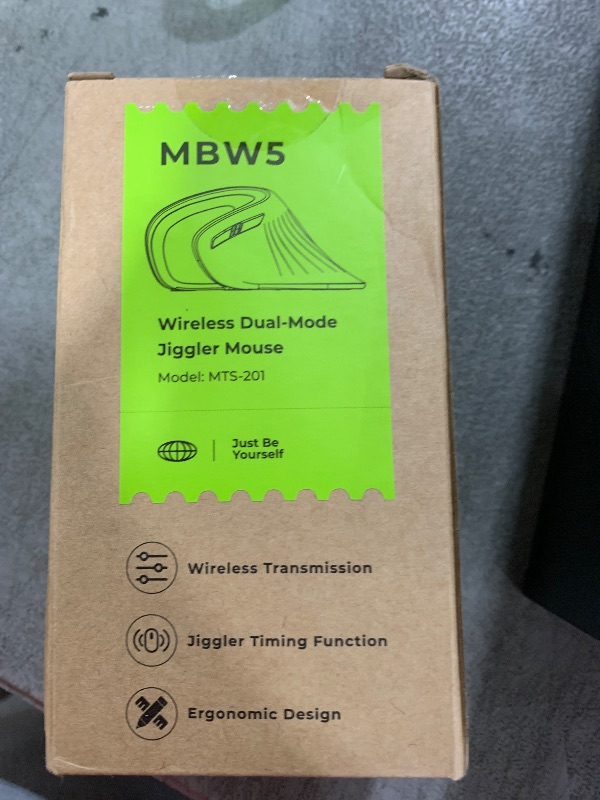 MBW5
Wireless Dual-Mode
Jiggler Mouse
Model: MTS-201
Just Be
Yourself
Wireless Transmission
Jiggler Timing Function
Ergonomic Design